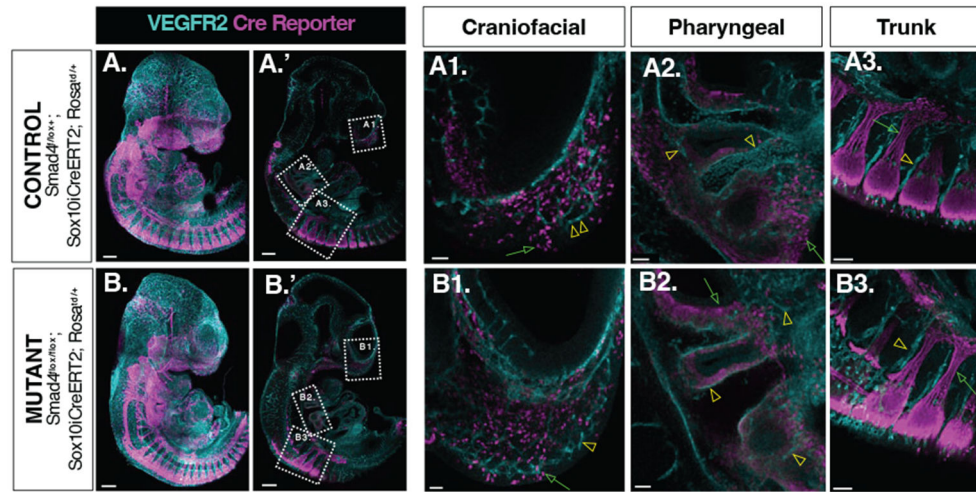 VEGFR2 Cre Reporter
Craniofacial
Pharyngeal
Trunk
CONTROL
Smad4flox/+;
Sox10iCreERT2; Rosatd/+
A.
A.'
A1
A2
A3
A1.
A2.
A3.
MUTANT
Smad4flox/flox;
Sox10iCreERT2; Rosatd/+
B.
B.'
B1
B2
B3
B1.
B2.
B3.